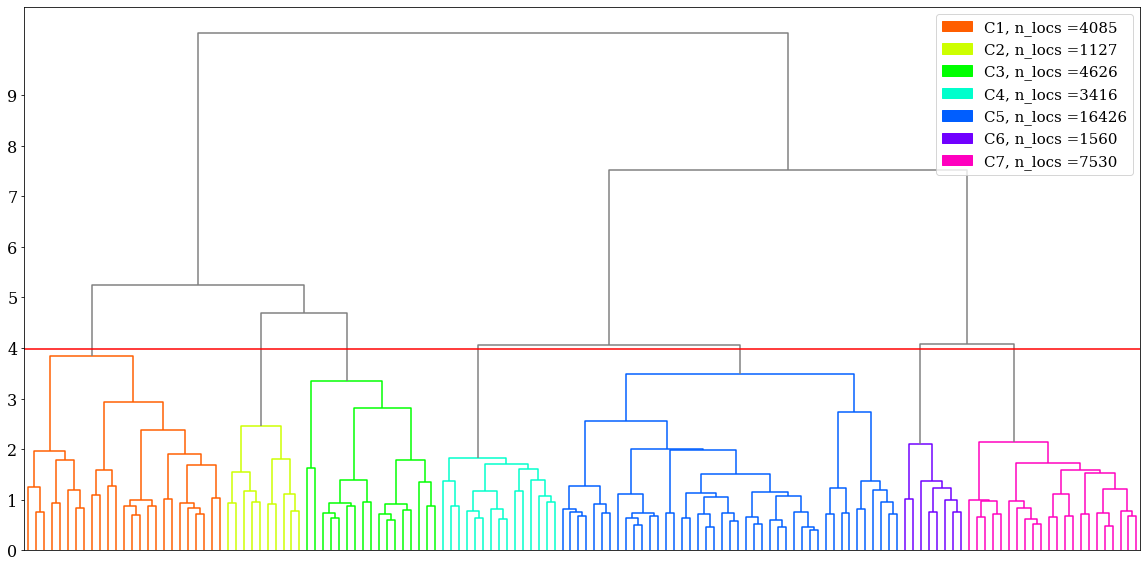 C1, n_locs =4085
C2, n_locs =1127
C3, n_locs =4626
C4, n_locs =3416
C5, n_locs =16426
C6, n_locs =1560
C7, n_locs =7530
9
8
7
6
5
4
3
2
1
0